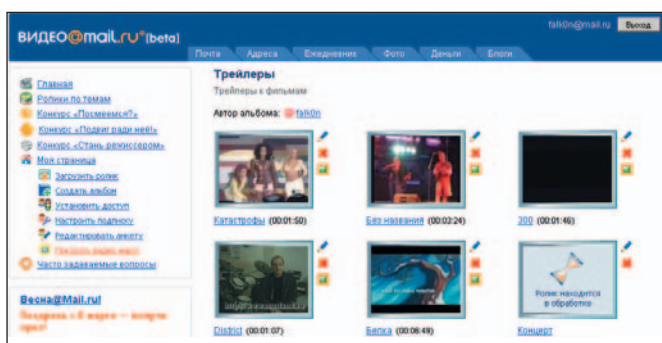 falk0n@mail.ru Выход
ВИДЕО@mail.ru*(beta)
Почта Адреса Ежедневник Фото Деньги Блоги
Главная
Ролики по темам
Конкурс «Посмеемся?»
Конкурс «Подвиг ради неё!»
Конкурс «Стань режиссером»
Моя страница
Загрузить ролик
Создать альбом
Установить доступ
Настроить подписку
Редактировать анкету
Часто задаваемые вопросы
Весна@Mail.ru!
Трейлеры
Трейлеры к фильмам
Автор альбома: falk0n
Катастрофы (00:01:50)
Без названия (00:03:24)
300 (00:01:46)
District (00:01:07)
Белка (00:06:49)
Ролик находится
в обработке
Концерт